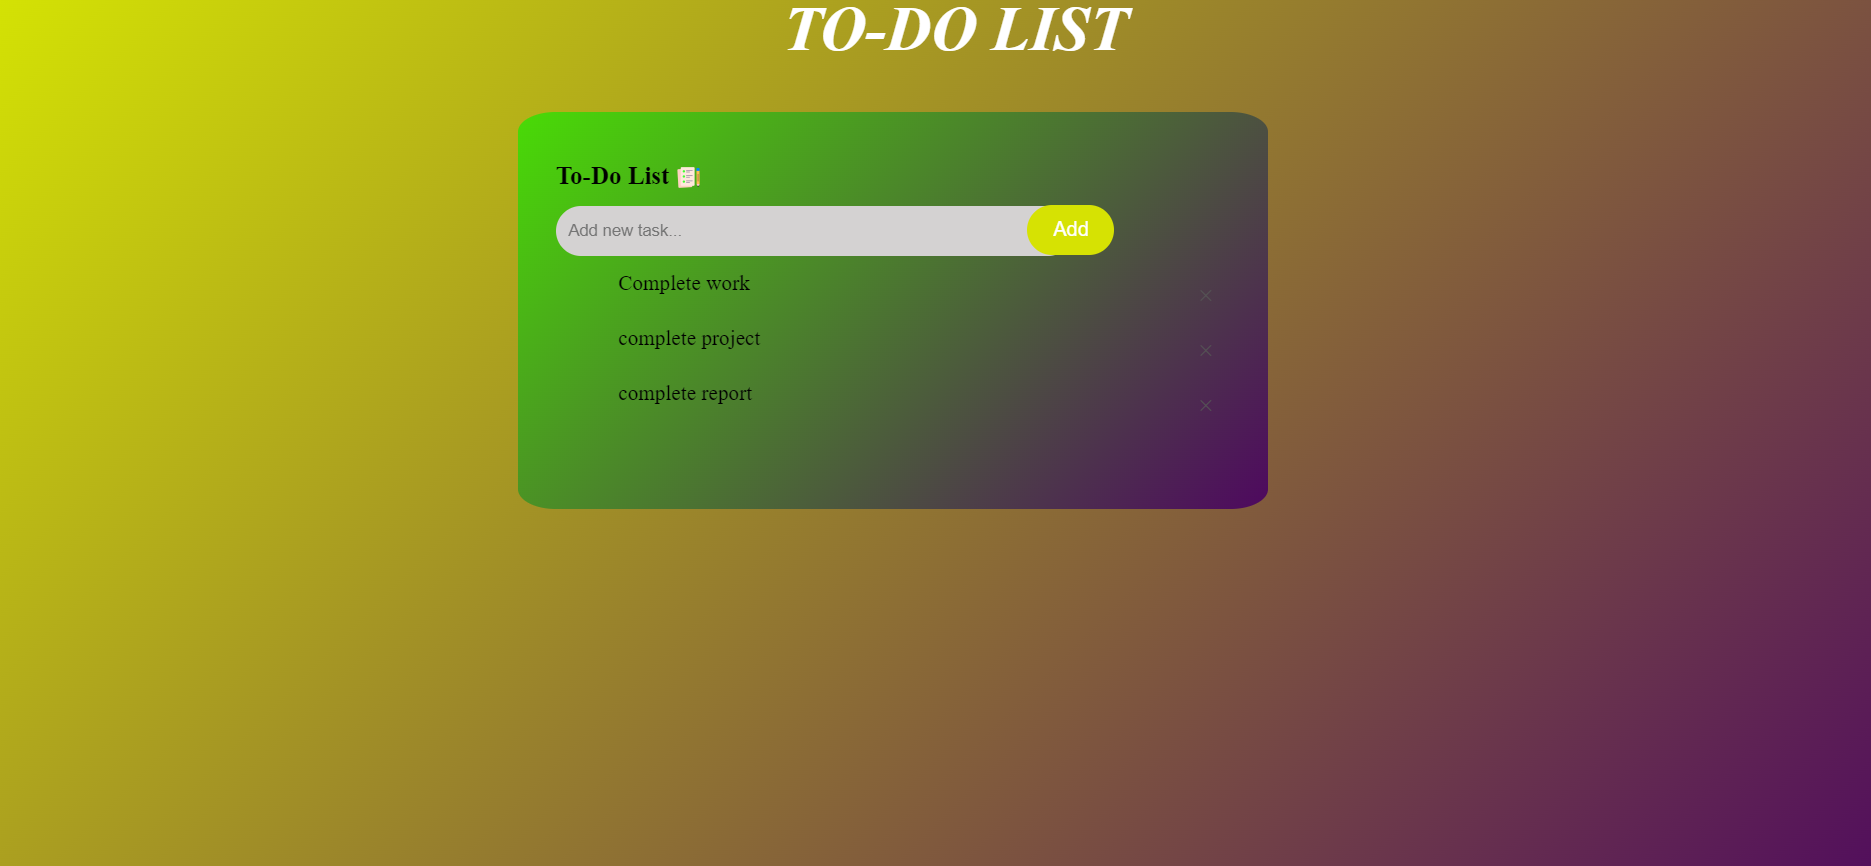 TO-DO LIST
To-Do List
Add new task...
Add
Complete work
×
complete project
×
complete report
×